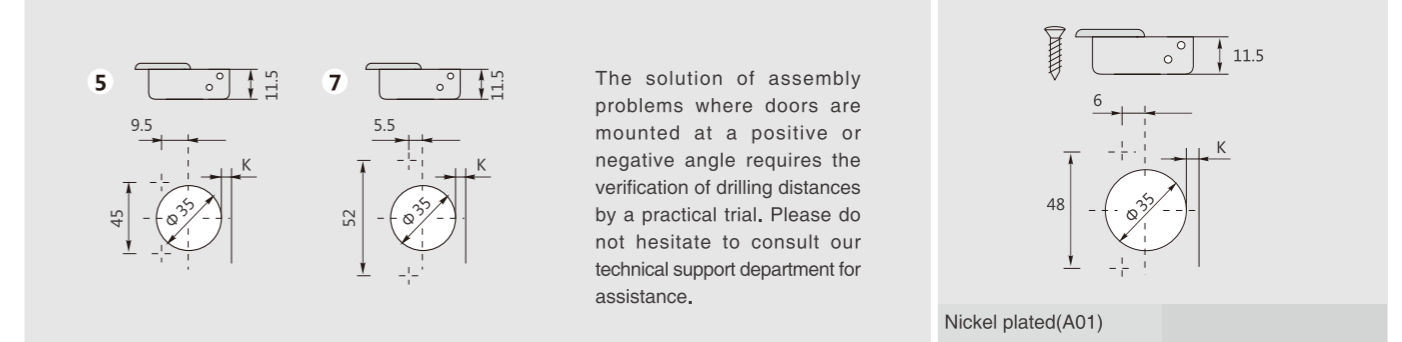 5
11.5
9.5
K
45
Φ35
7
11.5
5.5
K
52
Φ35
The solution of assembly
problems where doors are
mounted at a positive or
negative angle requires the
verification of drilling distances
by a practical trial. Please do
not hesitate to consult our
technical support department for
assistance.
11.5
6
K
48
Φ35
Nickel plated(A01)